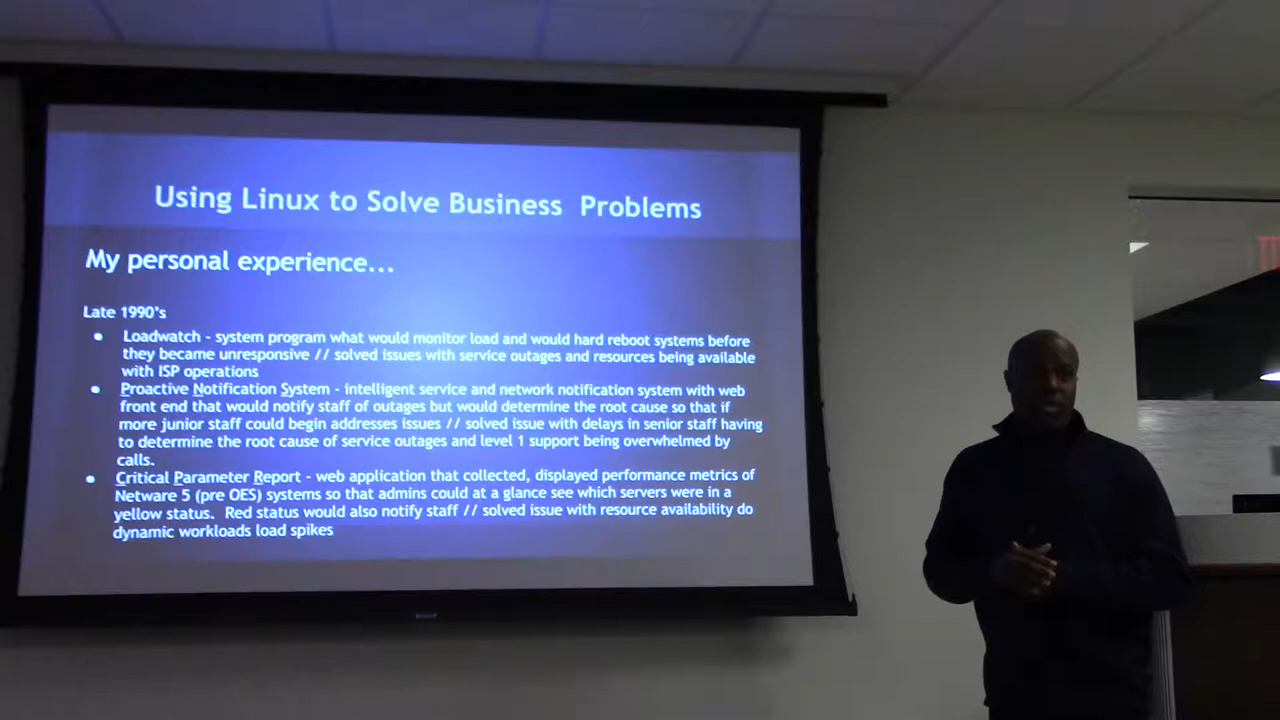 Using Linux to Solve Business Problems
My personal experience...
Late 1990's
● Loadwatch - system program what would monitor load and would hard reboot systems before
they became unresponsive // solved issues with service outages and resources being available
with ISP operations
● Proactive Notification System - intelligent service and network notification system with web
front end that would notify staff of outages but would determine the root cause so that if
more junior staff could begin addresses issues // solved issue with delays in senior staff having
to determine the root cause of service outages and level 1 support being overwhelmed by
calls.
● Critical Parameter Report - web application that collected, displayed performance metrics of
Netware 5 (pre OES) systems so that admins could at a glance see which servers were in a
yellow status. Red status would also notify staff // solved issue with resource availability do
dynamic workloads load spikes